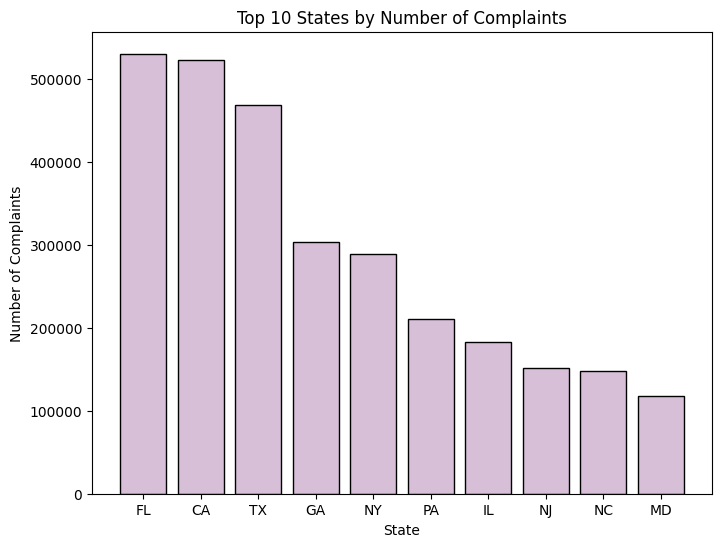 Top 10 States by Number of Complaints
Number of Complaints
500000
400000
300000
200000
100000
0
FL CA TX GA NY PA IL NJ NC MD
State